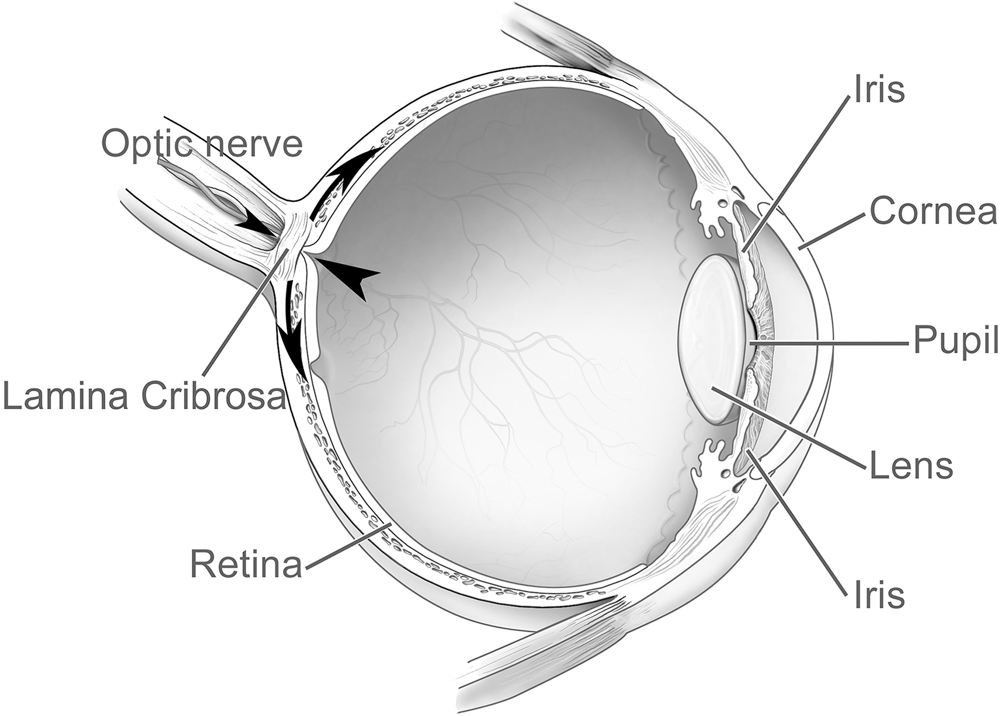 Iris
Optic nerve
Cornea
Pupil
Lamina Cribrosa
Lens
Retina
Iris